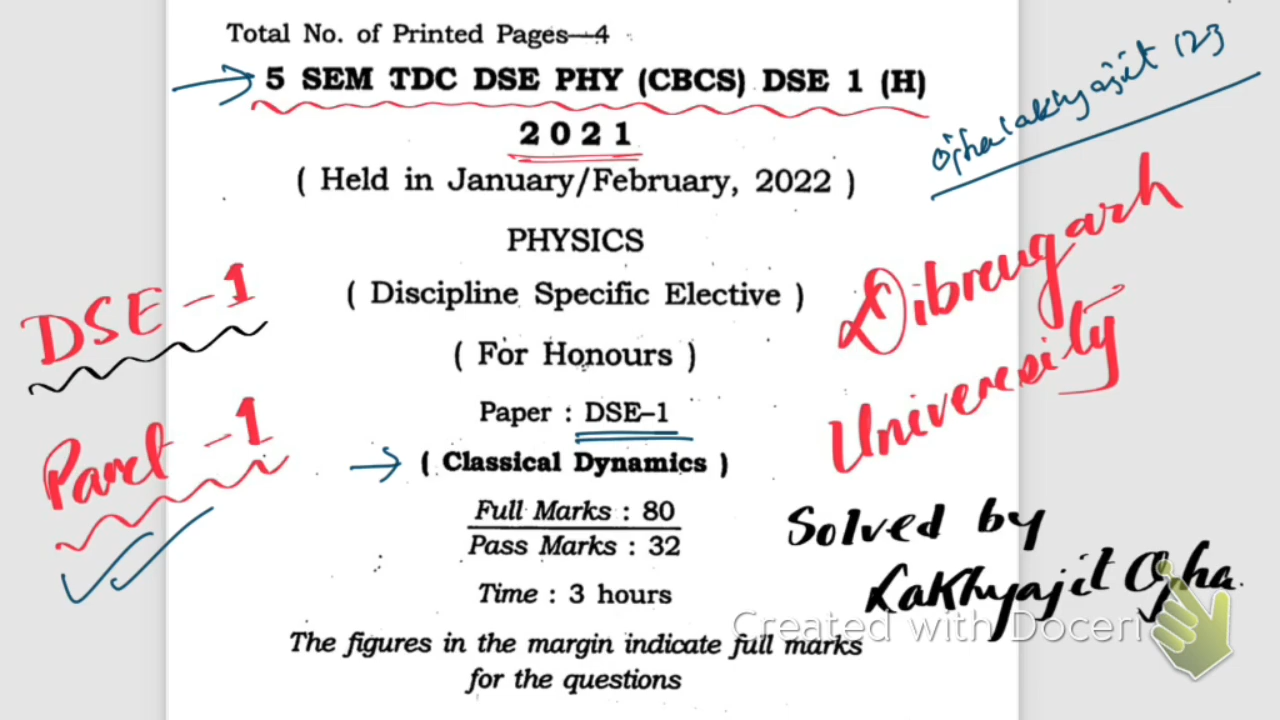 Total No. of Printed Pages—4
5 SEM TDC DSE PHY (CBCS) DSE 1 (H)
2021
( Held in January/February, 2022 )
PHYSICS
( Discipline Specific Elective )
( For Honours )
Paper : DSE–1
( Classical Dynamics )
Full Marks : 80
Pass Marks : 32
Time : 3 hours
The figures in the margin indicate full marks
for the questions
DSE-1
Part-1
ojhalakhyajit123
Dibrugarh
University
Solved by
Lakhyajit Ojha.
Created with Doceri